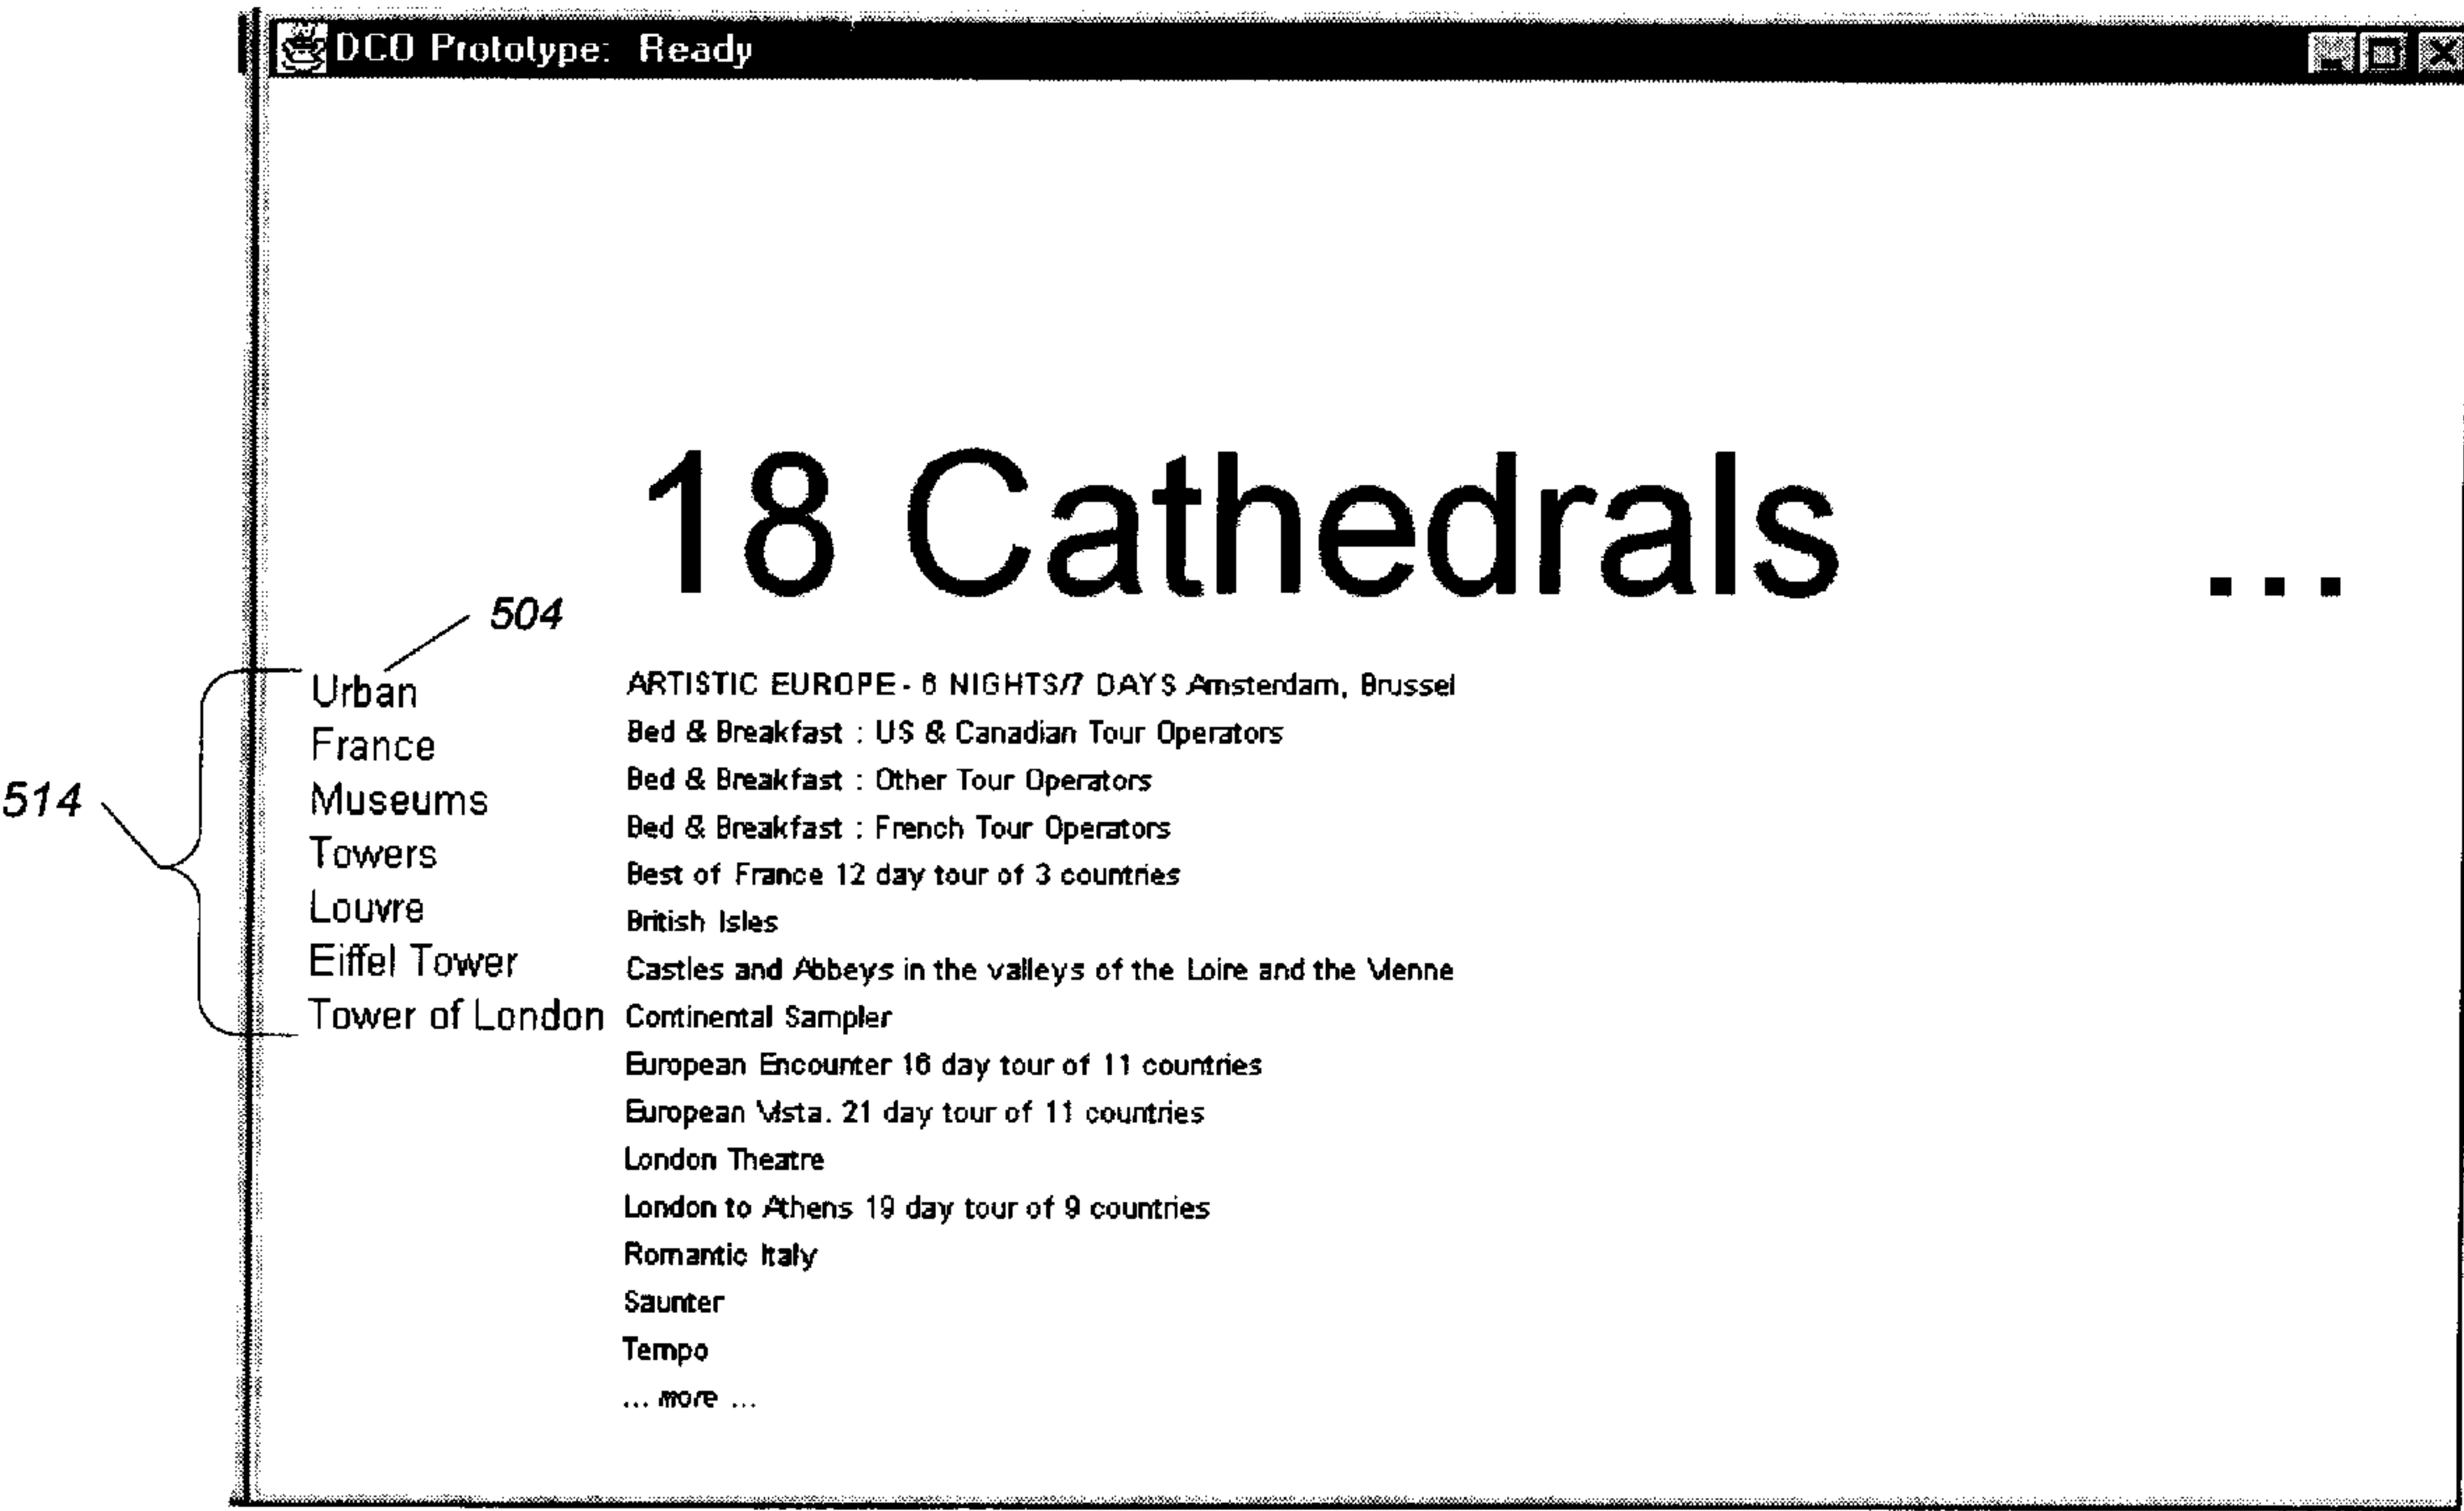 DCO Prototype: Ready
18 Cathedrals ...
504
514
Urban
France
Museums
Towers
Louvre
Eiffel Tower
Tower of London
ARTISTIC EUROPE - 6 NIGHTS/7 DAYS Amsterdam, Brussel
Bed & Breakfast : US & Canadian Tour Operators
Bed & Breakfast : Other Tour Operators
Bed & Breakfast : French Tour Operators
Best of France 12 day tour of 3 countries
British Isles
Castles and Abbeys in the valleys of the Loire and the Vienne
Continental Sampler
European Encounter 16 day tour of 11 countries
European Vista. 21 day tour of 11 countries
London Theatre
London to Athens 19 day tour of 9 countries
Romantic Italy
Saunter
Tempo
... more ...